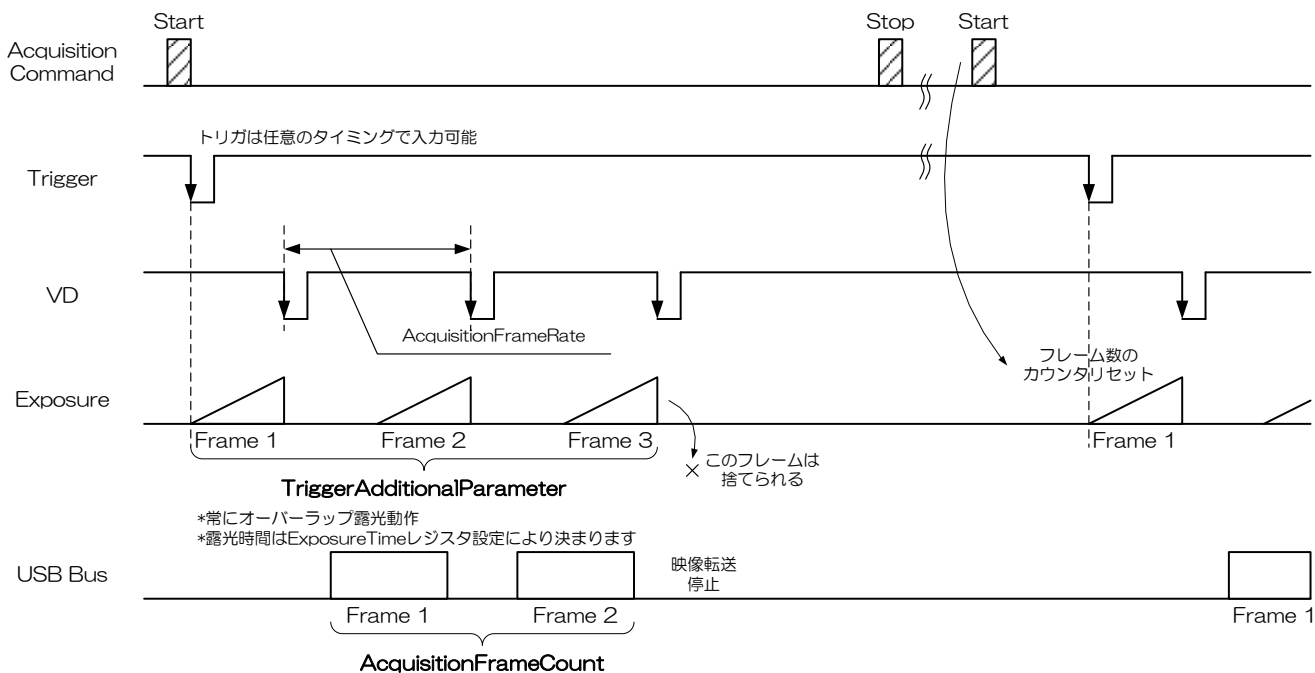 Start
Stop
Start
Acquisition
Command
トリガは任意のタイミングで入力可能
Trigger
VD
AcquisitionFrameRate
フレーム数の
カウンタリセット
Exposure
Frame 1
Frame 2
Frame 3
Frame 1
このフレームは
捨てられる
TriggerAdditionalParameter
*常にオーバーラップ露光動作
*露光時間はExposureTimeレジスタ設定により決まります
USB Bus
映像転送
停止
Frame 1
Frame 2
Frame 1
AcquisitionFrameCount